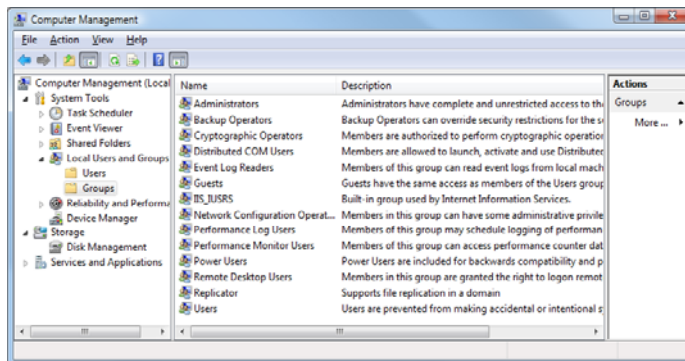 Computer Management
File Action View Help
Computer Management (Local
System Tools
Task Scheduler
Event Viewer
Shared Folders
Local Users and Groups
Users
Groups
Reliability and Performa
Device Manager
Storage
Disk Management
Services and Applications
Name Description
Administrators Administrators have complete and unrestricted access to the
Backup Operators Backup Operators can override security restrictions for the s
Cryptographic Operators Members are authorized to perform cryptographic operation
Distributed COM Users Members are allowed to launch, activate and use Distributed
Event Log Readers Members of this group can read event logs from local mach
Guests Guests have the same access as members of the Users group
IIS_IUSRS Built-in group used by Internet Information Services.
Network Configuration Operat... Members in this group can have some administrative privile
Performance Log Users Members of this group may schedule logging of performan
Performance Monitor Users Members of this group can access performance counter dat
Power Users Power Users are included for backwards compatibility and p
Remote Desktop Users Members in this group are granted the right to logon remot
Replicator Supports file replication in a domain
Users Users are prevented from making accidental or intentional s
Actions
Groups
More ...